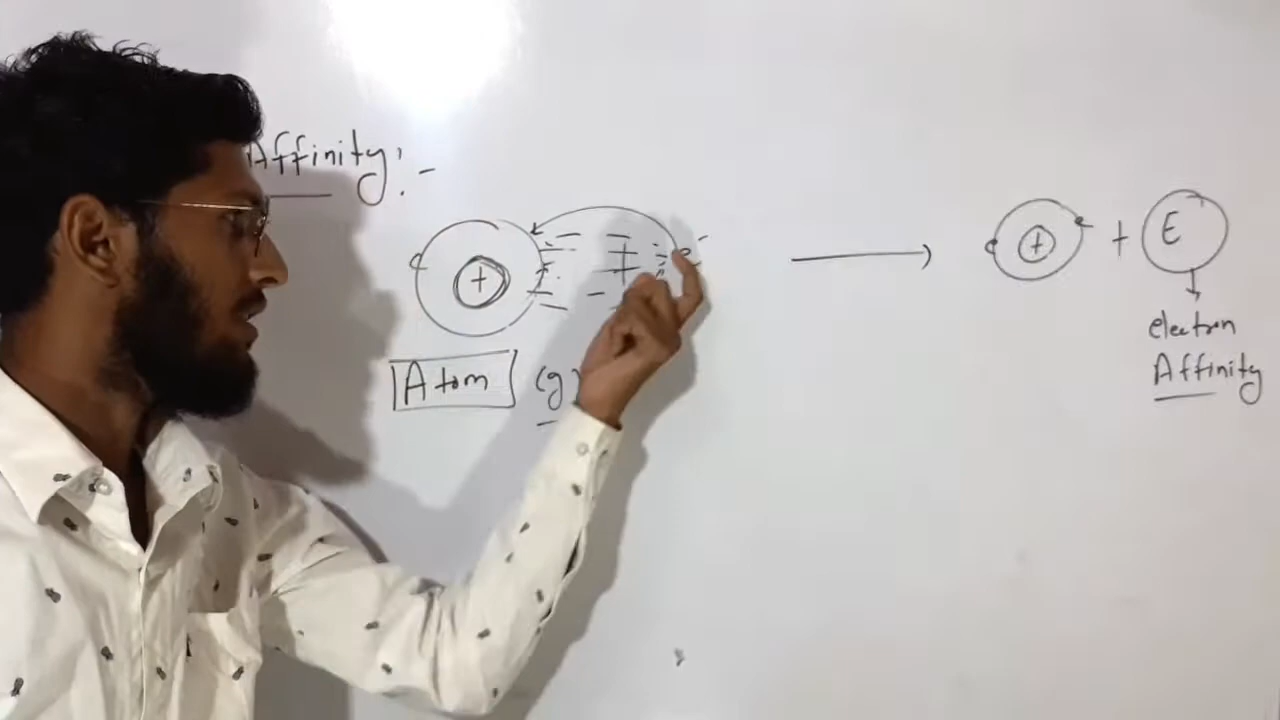 Affinity:-
+ + e-
Atom (g)
+ + E
electron
Affinity